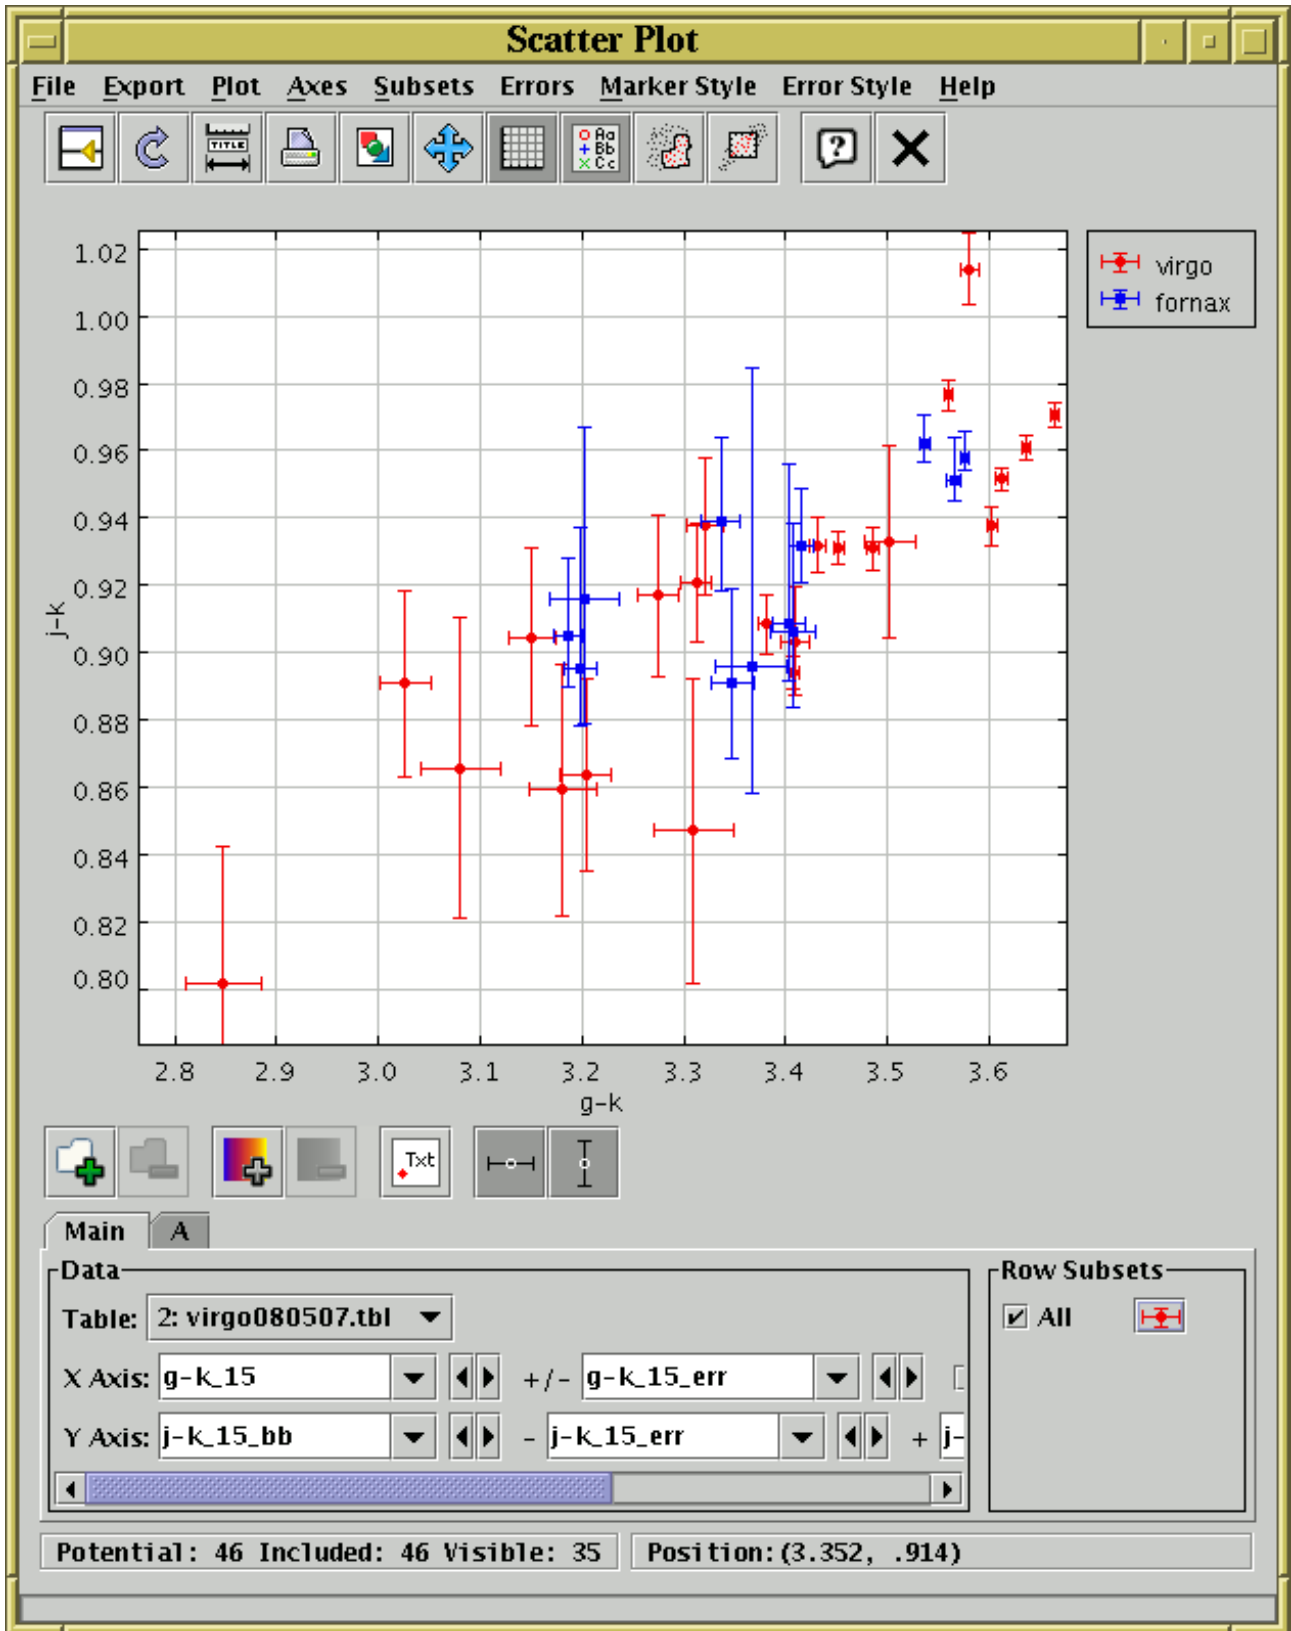 Scatter Plot
File Export Plot Axes Subsets Errors Marker Style Error Style Help
TITLE
Aa
Bb
Cc
?
1.02
1.00
0.98
0.96
0.94
0.92
0.90
0.88
0.86
0.84
0.82
0.80
j-k
2.8 2.9 3.0 3.1 3.2 3.3 3.4 3.5 3.6
g-k
virgo
fornax
Txt
Main A
Data
Table: 2: virgo080507.tbl
X Axis: g-k_15 +/- g-k_15_err
Y Axis: j-k_15_bb - j-k_15_err + j-
Row Subsets
All
Potential: 46 Included: 46 Visible: 35 Position:(3.352, .914)